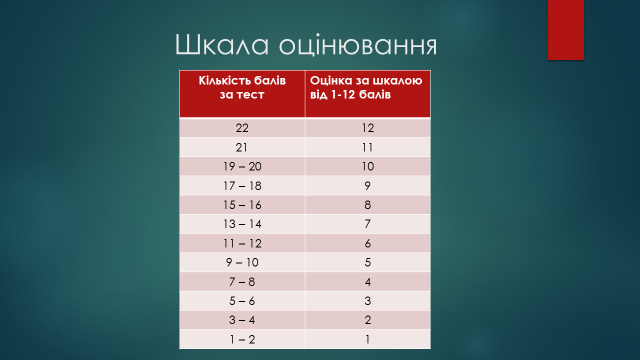 Шкала оцінювання
Кількість балів
за тест
Оцінка за шкалою
від 1-12 балів
22 12
21 11
19 – 20 10
17 – 18 9
15 – 16 8
13 – 14 7
11 – 12 6
9 – 10 5
7 – 8 4
5 – 6 3
3 – 4 2
1 – 2 1